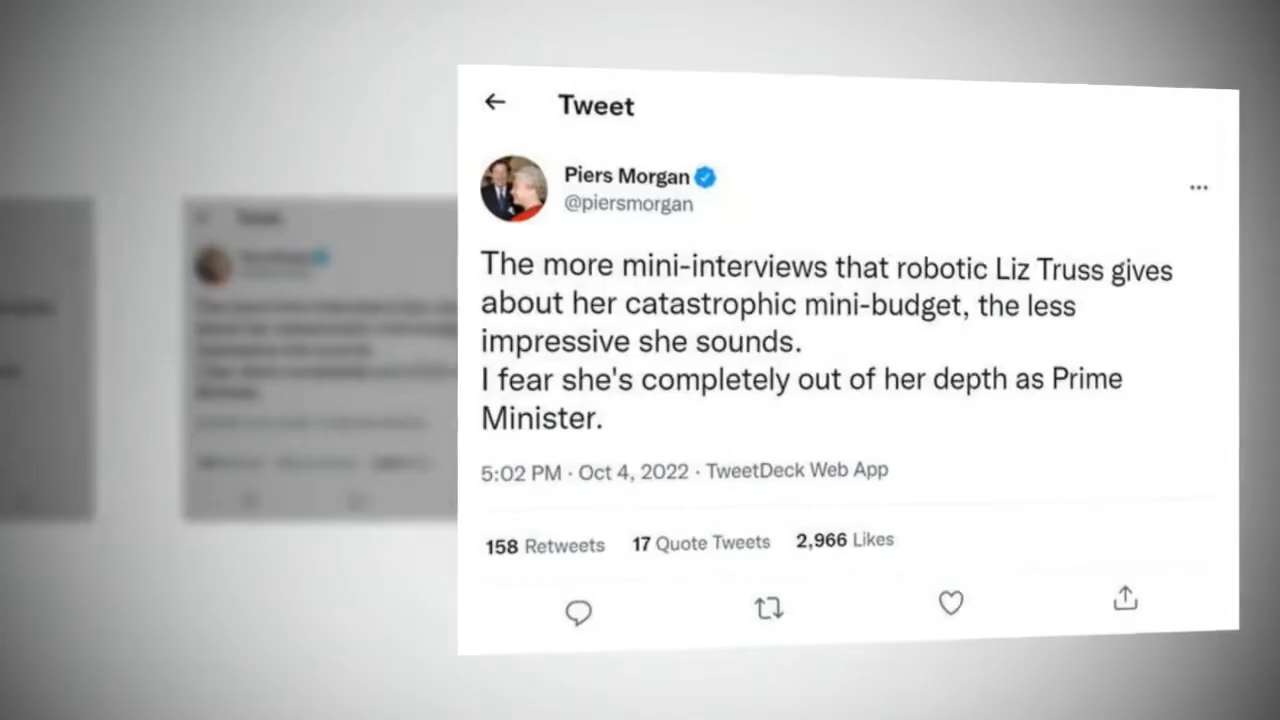 Tweet
Piers Morgan
@piersmorgan
The more mini-interviews that robotic Liz Truss gives
about her catastrophic mini-budget, the less
impressive she sounds.
I fear she's completely out of her depth as Prime
Minister.
5:02 PM · Oct 4, 2022 · TweetDeck Web App
158 Retweets 17 Quote Tweets 2,966 Likes